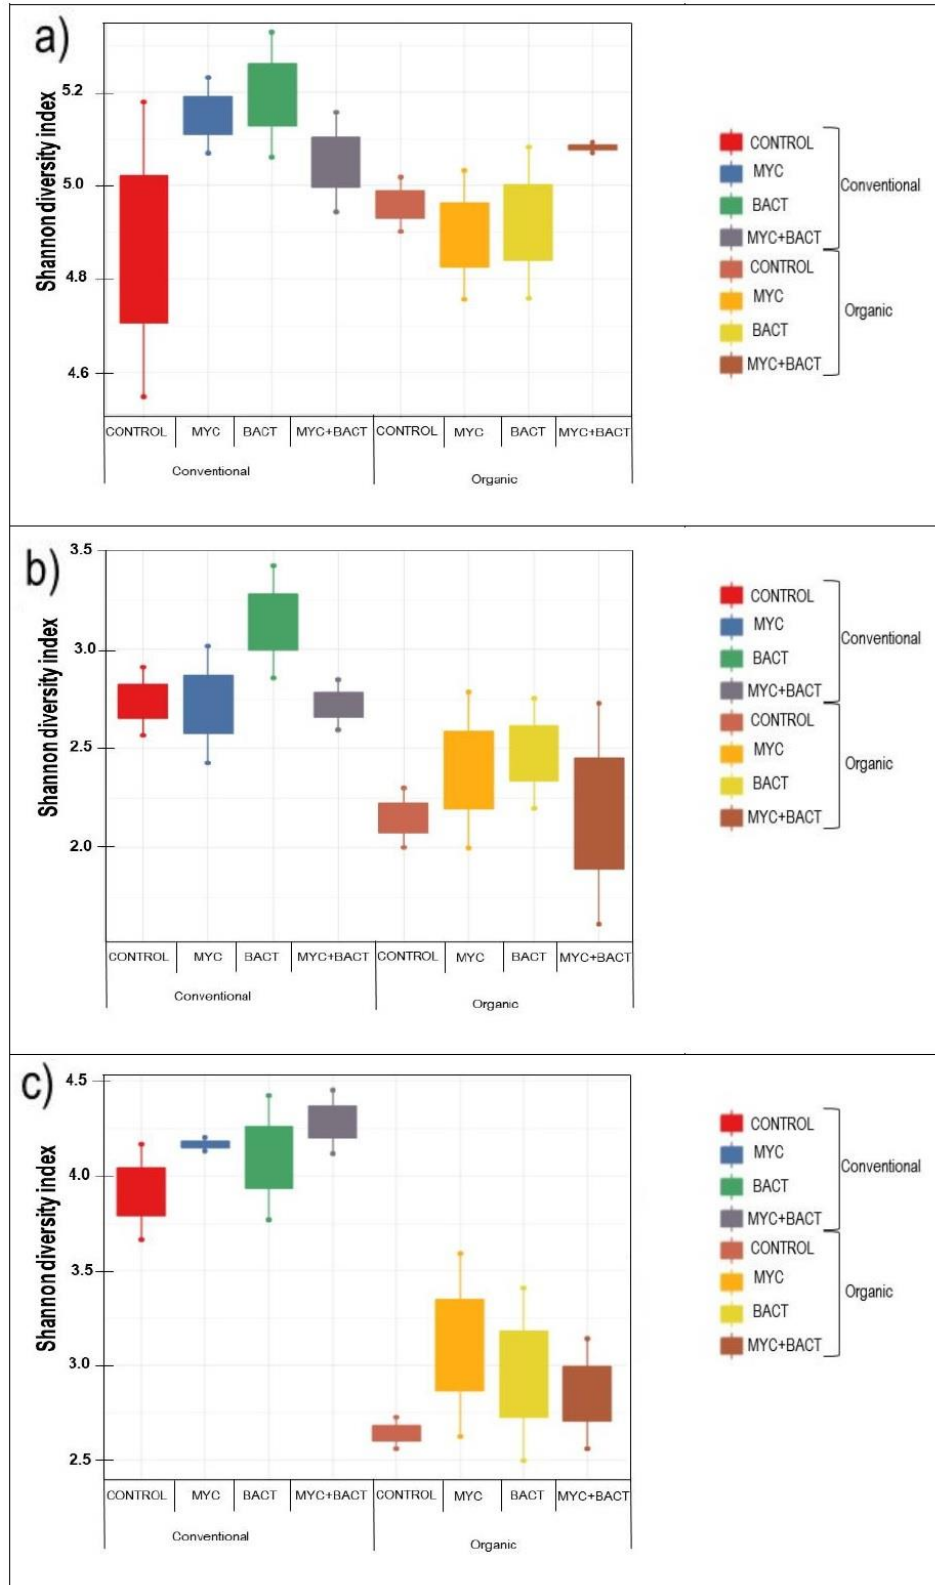 a)
Shannon diversity index
5.2
5.0
4.8
4.6
CONTROL MYC BACT MYC+BACT CONTROL MYC BACT MYC+BACT
Conventional
Organic
CONTROL
MYC
BACT
MYC+BACT
Conventional
CONTROL
MYC
BACT
MYC+BACT
Organic
b)
Shannon diversity index
3.5
3.0
2.5
2.0
CONTROL MYC BACT MYC+BACT CONTROL MYC BACT MYC+BACT
Conventional
Organic
CONTROL
MYC
BACT
MYC+BACT
Conventional
CONTROL
MYC
BACT
MYC+BACT
Organic
c)
Shannon diversity index
4.5
4.0
3.5
3.0
2.5
CONTROL MYC BACT MYC+BACT CONTROL MYC BACT MYC+BACT
Conventional
Organic
CONTROL
MYC
BACT
MYC+BACT
Conventional
CONTROL
MYC
BACT
MYC+BACT
Organic